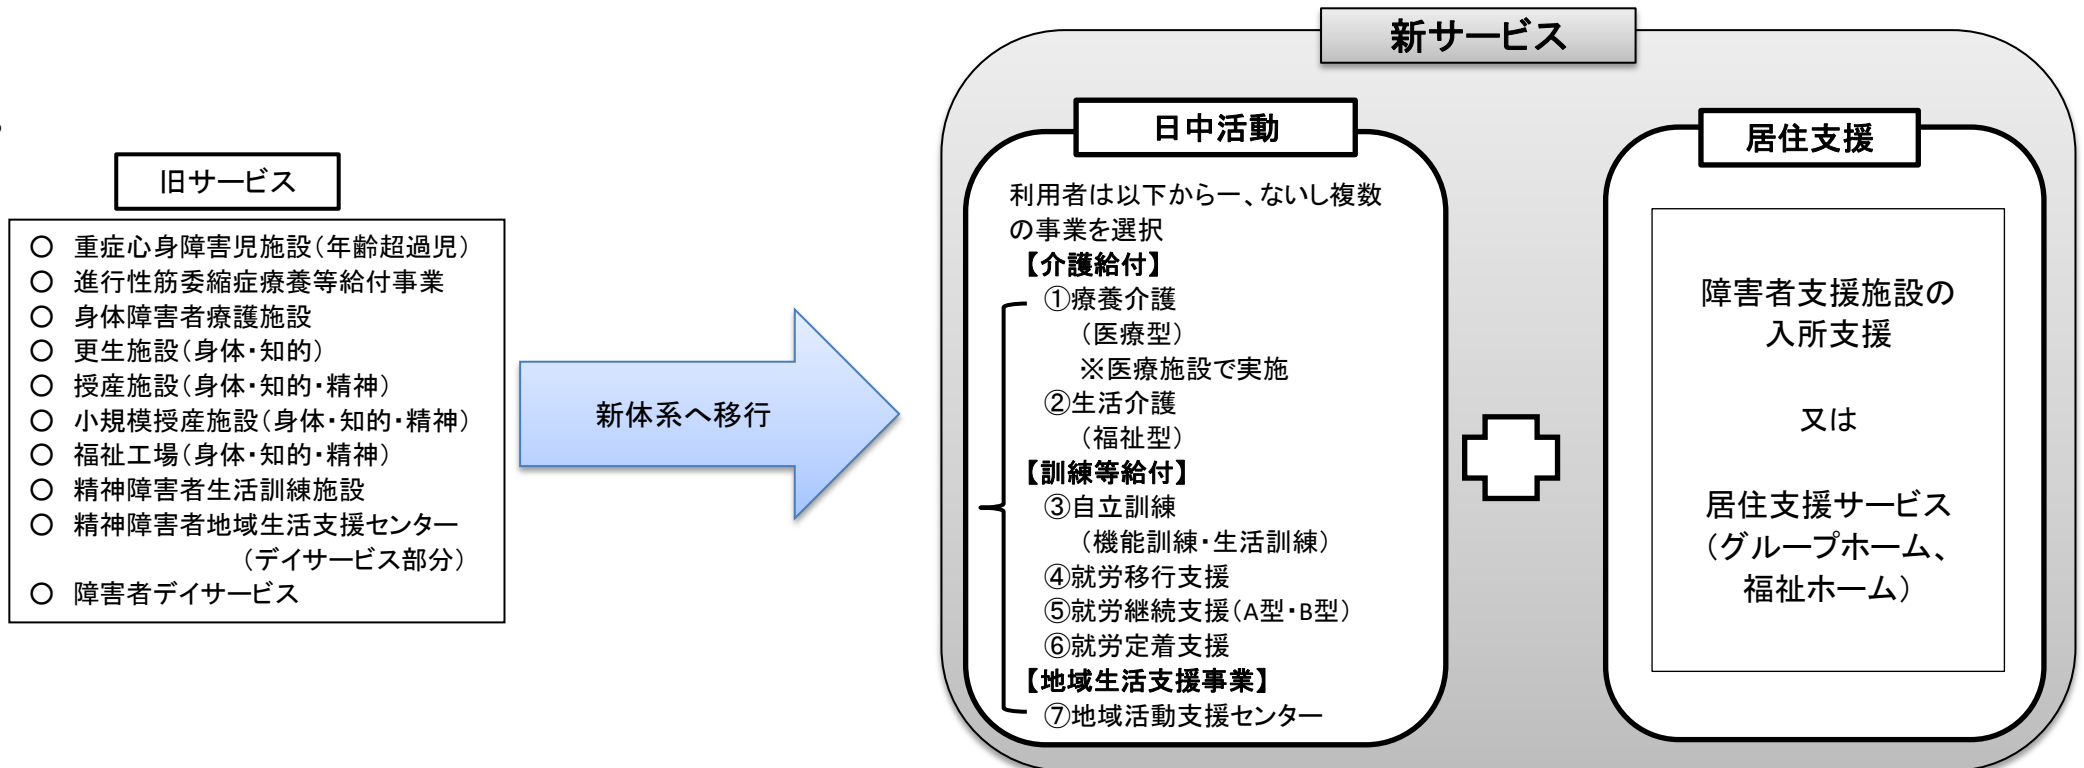 旧サービス
○ 重症心身障害児施設(年齢超過児)
○ 進行性筋萎縮症療養等給付事業
○ 身体障害者療護施設
○ 更生施設(身体・知的)
○ 授産施設(身体・知的・精神)
○ 小規模授産施設(身体・知的・精神)
○ 福祉工場(身体・知的・精神)
○ 精神障害者生活訓練施設
○ 精神障害者地域生活支援センター
(デイサービス部分)
○ 障害者デイサービス
新体系へ移行
新サービス
日中活動
利用者は以下から一、ないし複数
の事業を選択
【介護給付】
①療養介護
(医療型)
※医療施設で実施
②生活介護
(福祉型)
【訓練等給付】
③自立訓練
(機能訓練・生活訓練)
④就労移行支援
⑤就労継続支援(A型・B型)
⑥就労定着支援
【地域生活支援事業】
⑦地域活動支援センター
居住支援
障害者支援施設の
入所支援
又は
居住支援サービス
(グループホーム、
福祉ホーム)